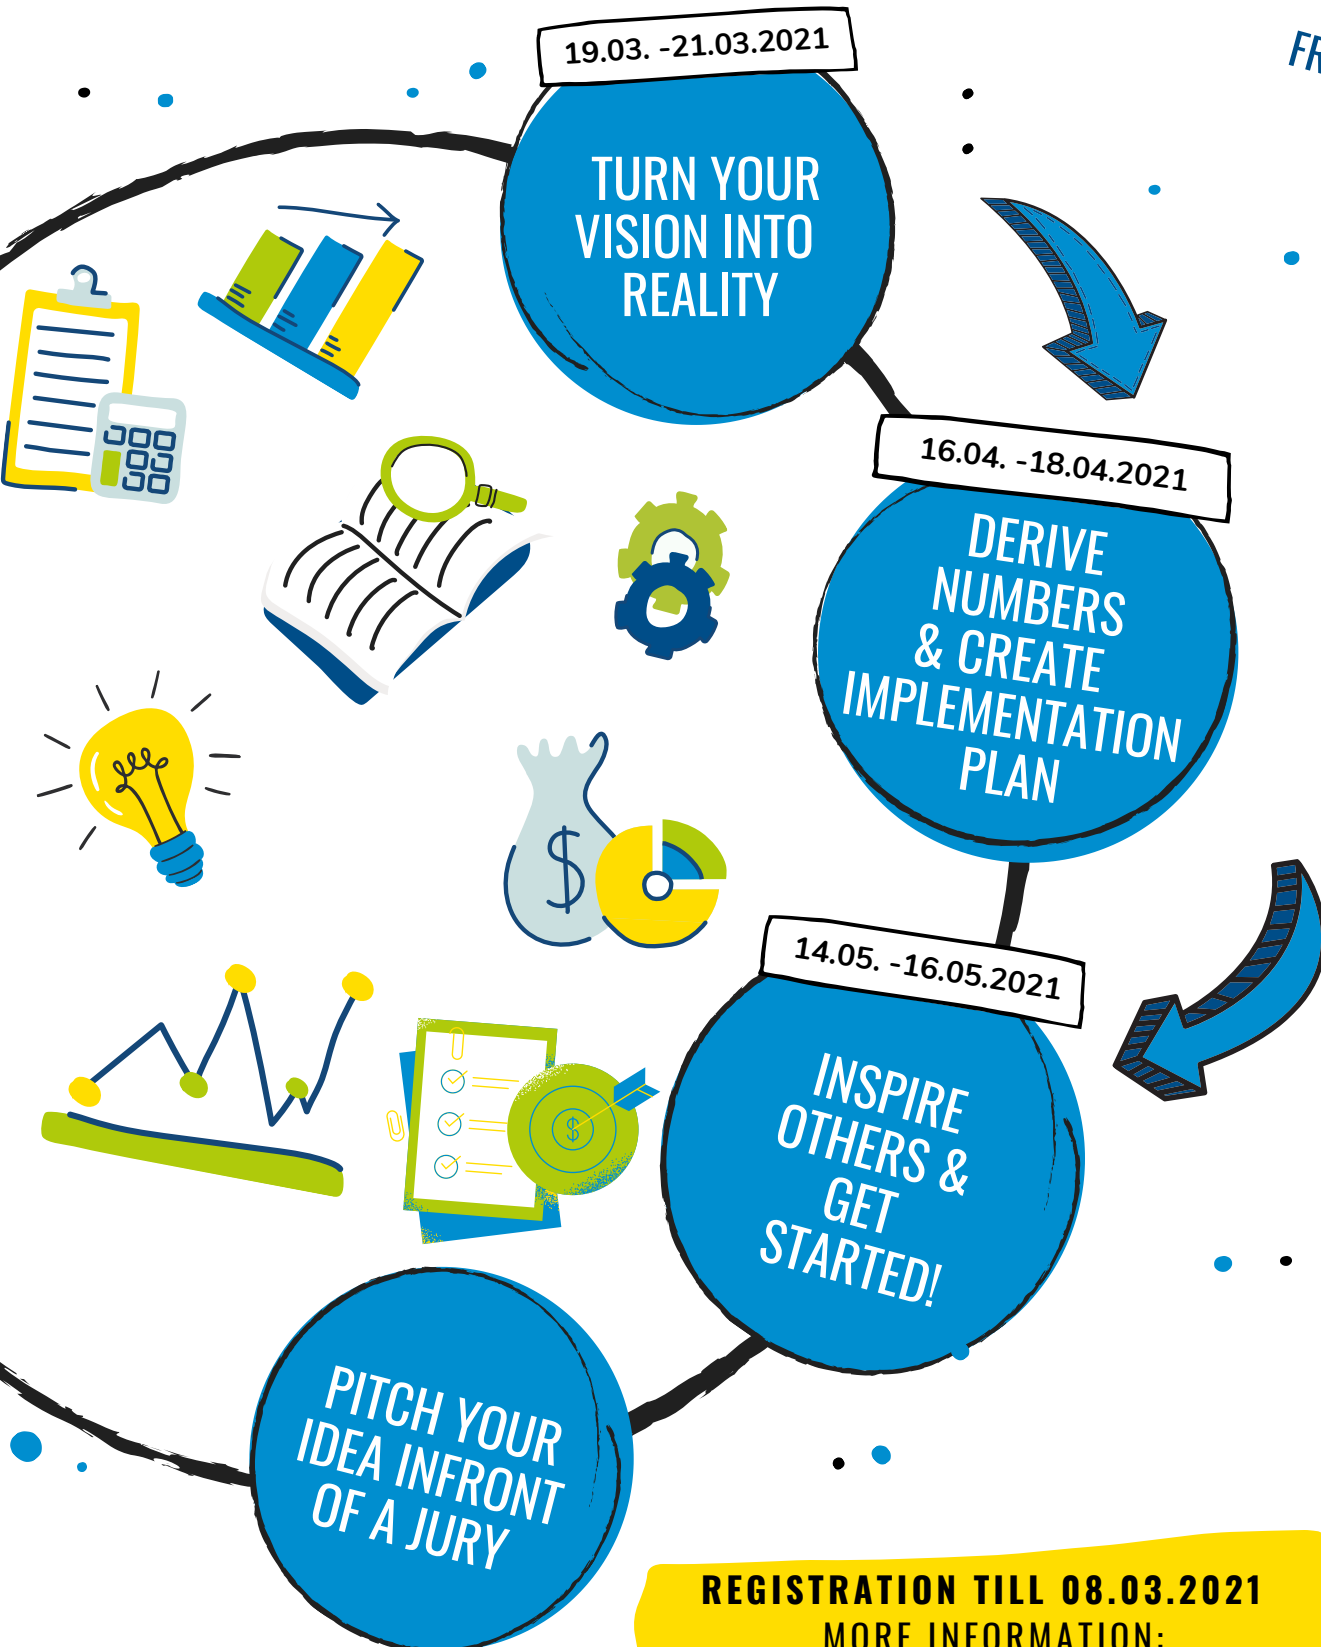 19.03. -21.03.2021
FR
TURN YOUR
VISION INTO
REALITY
16.04. -18.04.2021
DERIVE
NUMBERS
& CREATE
IMPLEMENTATION
PLAN
14.05. -16.05.2021
INSPIRE
OTHERS &
GET
STARTED!
PITCH YOUR
IDEA INFRONT
OF A JURY
REGISTRATION TILL 08.03.2021
MORE INFORMATION:
$
$